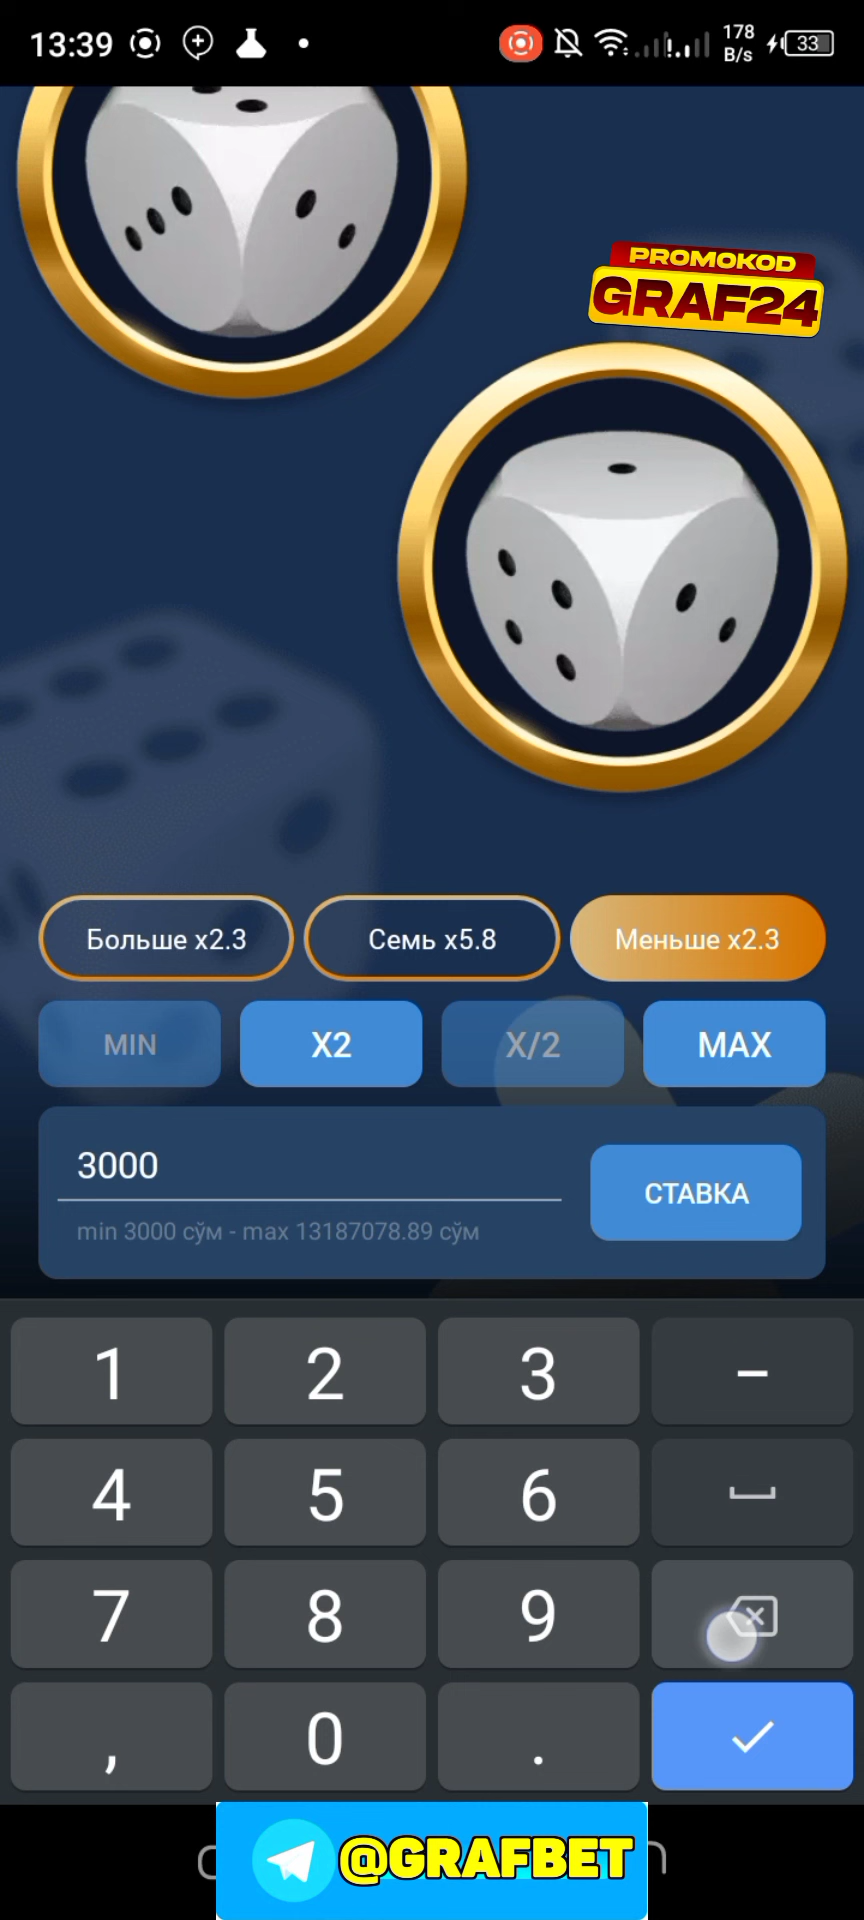 13:39
178
B/s
33
PROMOKOD
GRAF24
Больше x2.3
Семь x5.8
Меньше x2.3
MIN
X2
X/2
MAX
3000
СТАВКА
min 3000 сўм - max 13187078.89 сўм
1 2 3 –
4 5 6
7 8 9
, 0 .
@GRAFBET